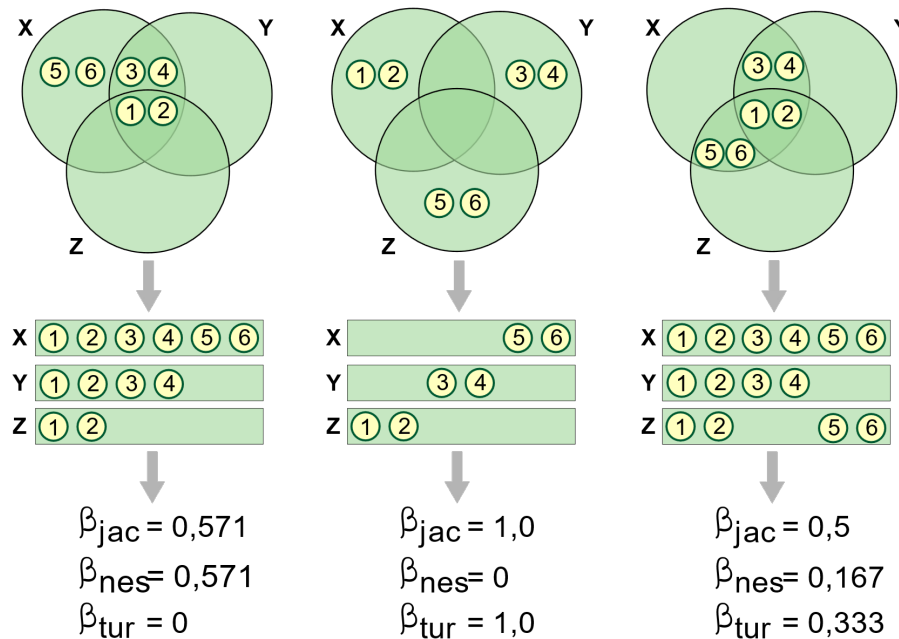 X Y
5 6 3 4
1 2
Z
X 1 2 3 4 5 6
Y 1 2 3 4
Z 1 2
βjac = 0,571
βnes= 0,571
βtur = 0
X Y
1 2 3 4
5 6
Z
X 5 6
Y 3 4
Z 1 2
βjac = 1,0
βnes= 0
βtur = 1,0
X Y
3 4
1 2
5 6
Z
X 1 2 3 4 5 6
Y 1 2 3 4
Z 1 2 5 6
βjac = 0,5
βnes= 0,167
βtur = 0,333